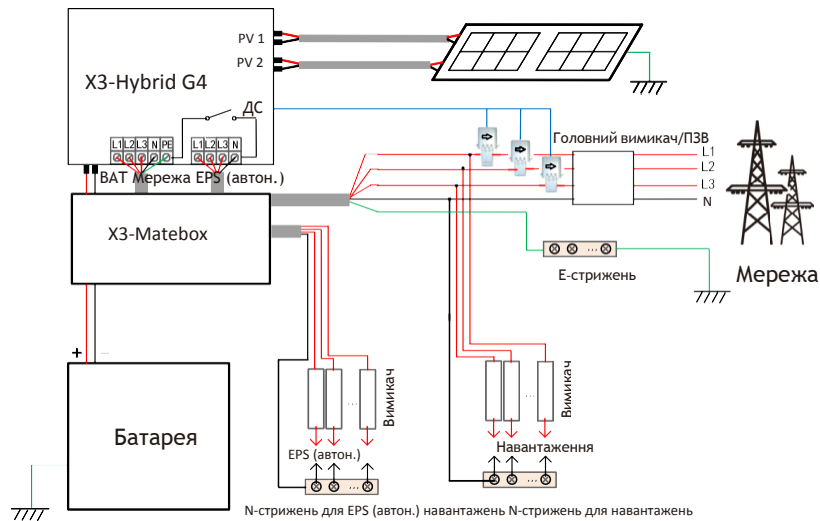 PV 1
PV 2
X3-Hybrid G4
ДС
L1 L2 L3 N PE
L1 L2 L3 N
BAT Мережа EPS (автон.)
Головний вимикач/ПЗВ
L1
L2
L3
N
X3-Matebox
Е-стрижень
Мережа
+ –
Батарея
...
Вимикач
EPS (автон.)
...
...
Вимикач
Навантаження
...
N-стрижень для EPS (автон.) навантажень N-стрижень для навантажень